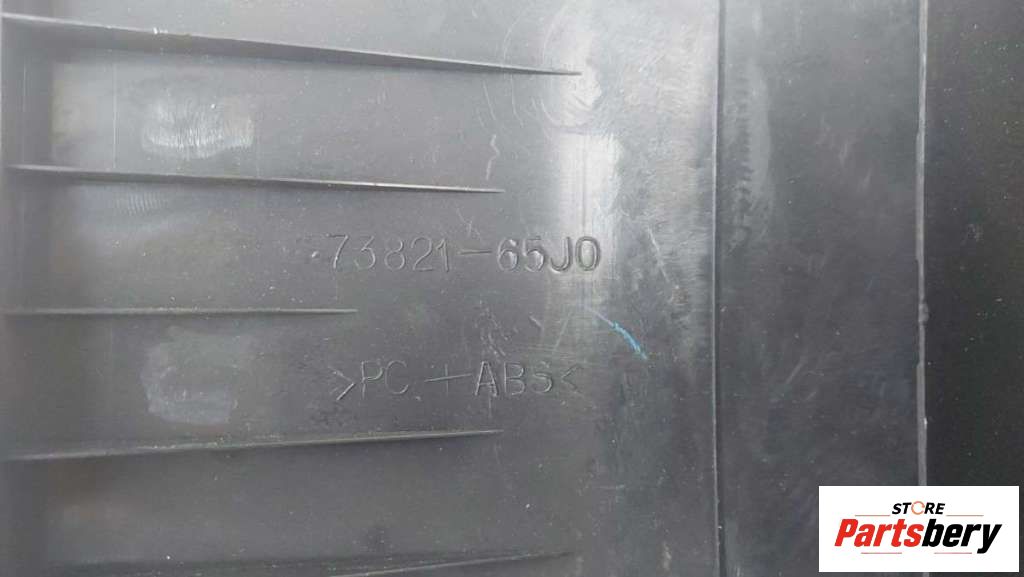 73821-65J0
>PC+ABS<
STORE
Partsbery